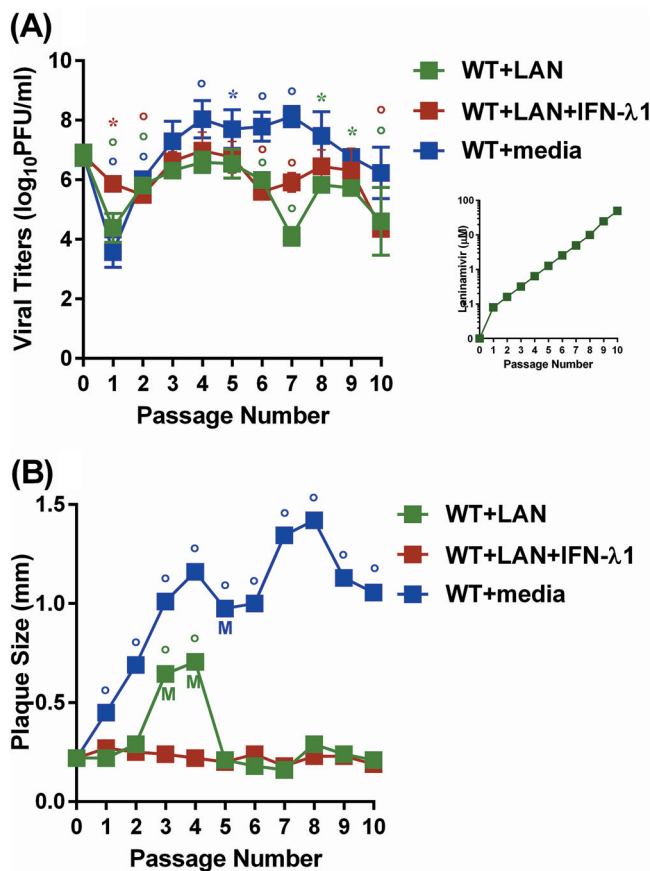 (A)
Viral Titers (log10PFU/ml)
10
8
6
4
2
0
0 1 2 3 4 5 6 7 8 9 10
Passage Number
WT+LAN
WT+LAN+IFN-λ1
WT+media
Laninamivir (µM)
100
10
1
.1
0
0 1 2 3 4 5 6 7 8 9 10
Passage Number
(B)
Plaque Size (mm)
1.5
1.0
0.5
0.0
M
M
M
0 1 2 3 4 5 6 7 8 9 10
Passage Number
WT+LAN
WT+LAN+IFN-λ1
WT+media